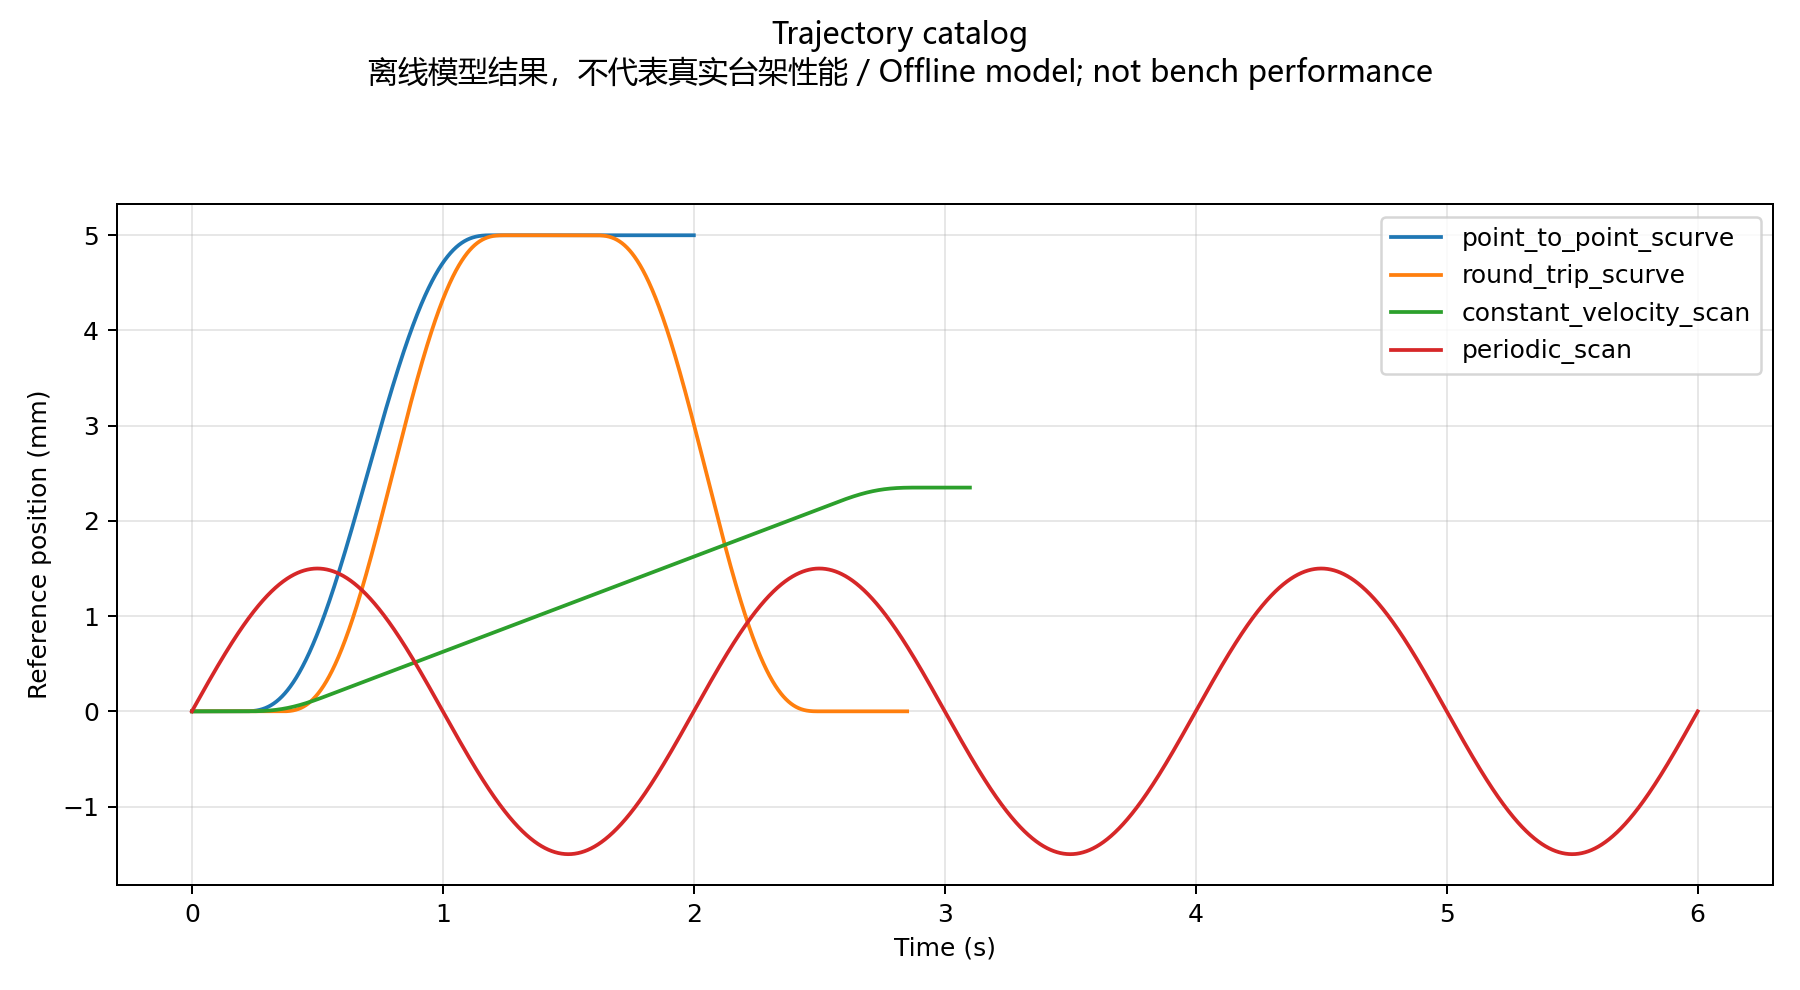 Trajectory catalog
离线模型结果，不代表真实台架性能 / Offline model; not bench performance
point_to_point_scurve
round_trip_scurve
constant_velocity_scan
periodic_scan
Reference position (mm)
5
4
3
2
1
0
−1
0 1 2 3 4 5 6
Time (s)